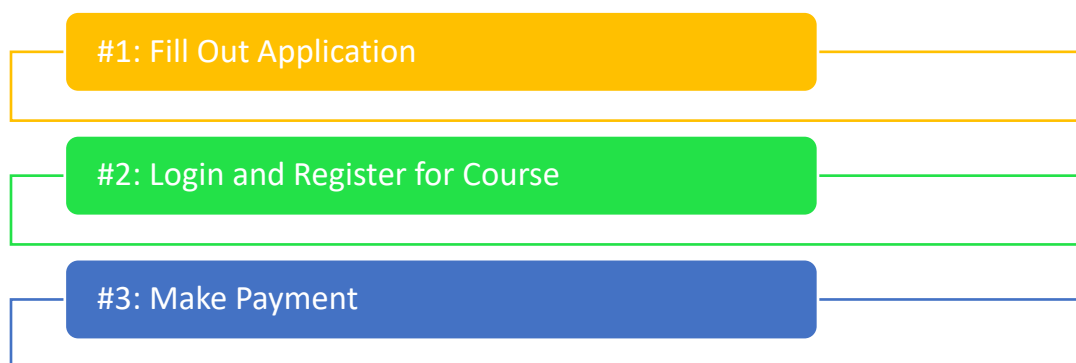 #1: Fill Out Application
#2: Login and Register for Course
#3: Make Payment